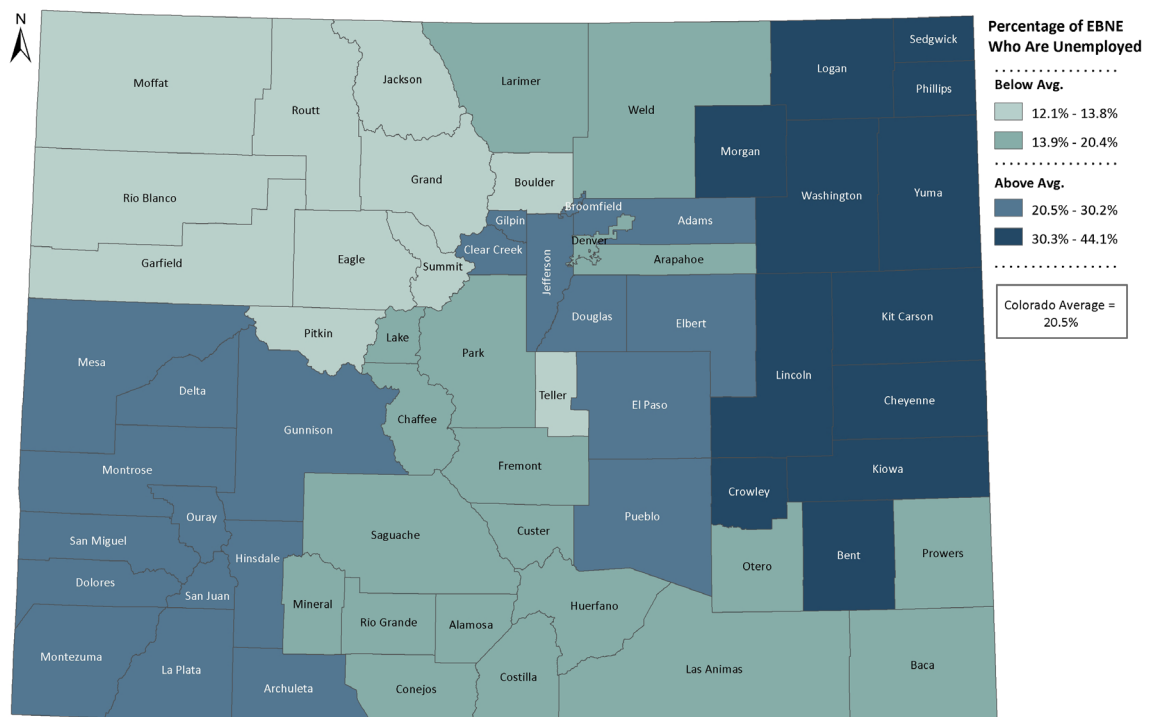 N
Percentage of EBNE
Who Are Unemployed
Below Avg.
12.1% - 13.8%
13.9% - 20.4%
Above Avg.
20.5% - 30.2%
30.3% - 44.1%
Colorado Average =
20.5%
Moffat
Routt
Jackson
Larimer
Weld
Logan
Sedgwick
Phillips
Morgan
Washington
Yuma
Rio Blanco
Grand
Boulder
Broomfield
Gilpin
Adams
Clear Creek
Denver
Arapahoe
Jefferson
Garfield
Eagle
Summit
Douglas
Elbert
Kit Carson
Pitkin
Lake
Park
Mesa
Delta
Teller
Lincoln
El Paso
Cheyenne
Gunnison
Chaffee
Montrose
Fremont
Kiowa
Crowley
Ouray
Pueblo
San Miguel
Saguache
Custer
Hinsdale
Otero
Bent
Prowers
Dolores
San Juan
Mineral
Rio Grande
Alamosa
Huerfano
Montezuma
La Plata
Archuleta
Conejos
Costilla
Las Animas
Baca